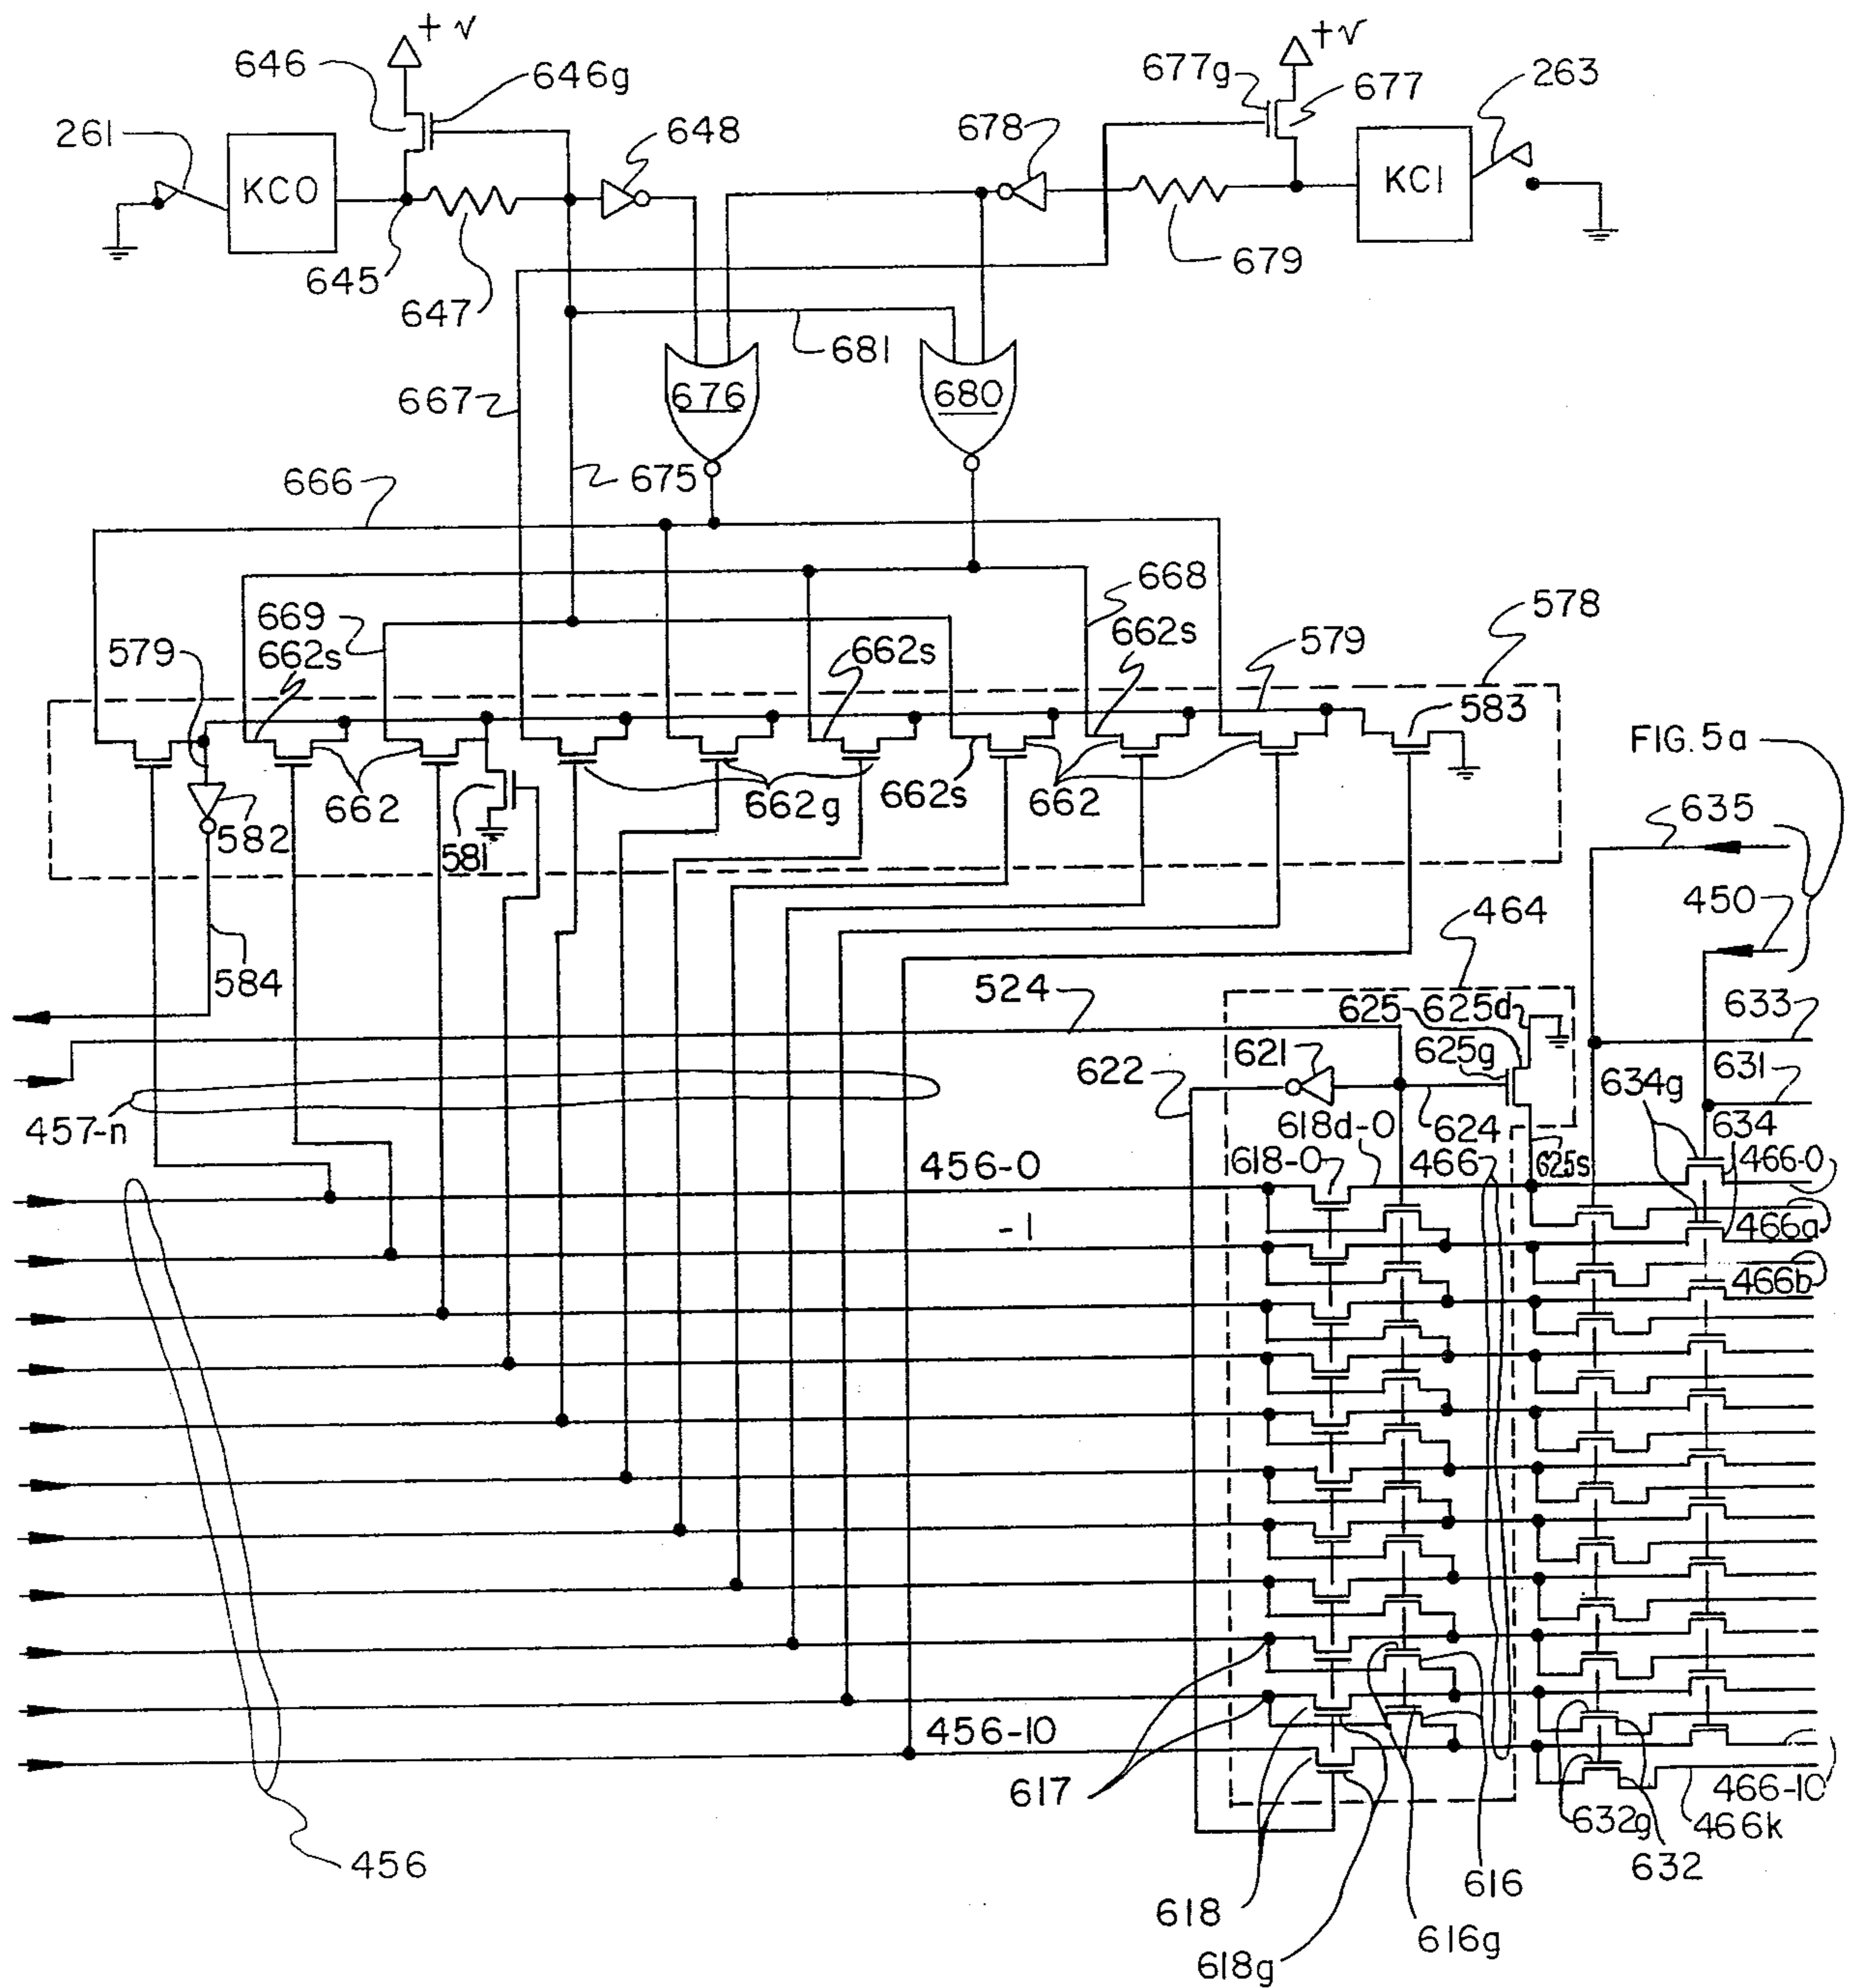 +V
+V
646
646g
677g
677
263
261
648
678
KCO
KCI
645
647
679
681
667
676
680
666
675
668
578
669
662s
579
662s
662s
579
583
FIG. 5a
582
662
581
662g
662s
662
635
584
464
450
524
625
625d
633
622
621
625g
634g
631
457-n
618d-0
624
634
456-0
618-0
466
625s
466-0
-1
466a
466b
456-10
617
466-10
632g
466k
456
632
616
618
616g
618g